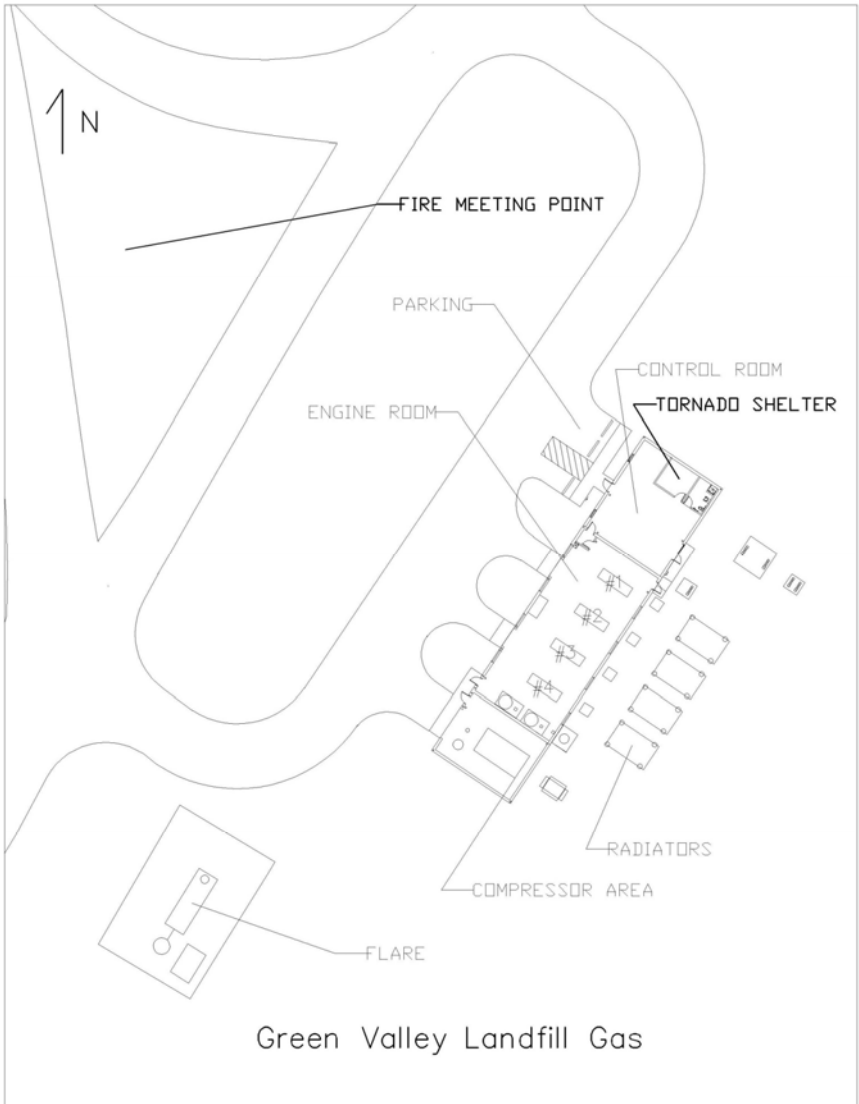 N
FIRE MEETING POINT
PARKING
CONTROL ROOM
TORNADO SHELTER
ENGINE ROOM
#1
#2
#3
#4
RADIATORS
COMPRESSOR AREA
FLARE
Green Valley Landfill Gas